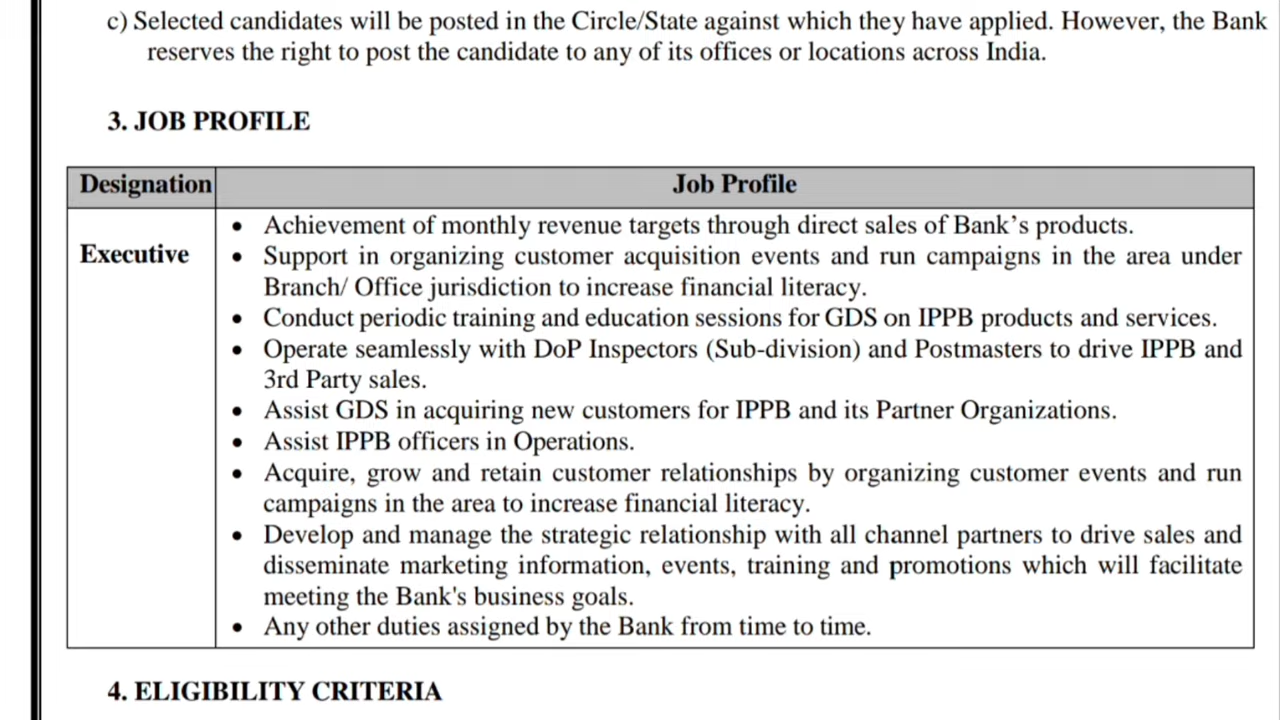 c) Selected candidates will be posted in the Circle/State against which they have applied. However, the Bank
reserves the right to post the candidate to any of its offices or locations across India.
3. JOB PROFILE
Designation
Job Profile
Executive
• Achievement of monthly revenue targets through direct sales of Bank’s products.
• Support in organizing customer acquisition events and run campaigns in the area under
Branch/ Office jurisdiction to increase financial literacy.
• Conduct periodic training and education sessions for GDS on IPPB products and services.
• Operate seamlessly with DoP Inspectors (Sub-division) and Postmasters to drive IPPB and
3rd Party sales.
• Assist GDS in acquiring new customers for IPPB and its Partner Organizations.
• Assist IPPB officers in Operations.
• Acquire, grow and retain customer relationships by organizing customer events and run
campaigns in the area to increase financial literacy.
• Develop and manage the strategic relationship with all channel partners to drive sales and
disseminate marketing information, events, training and promotions which will facilitate
meeting the Bank's business goals.
• Any other duties assigned by the Bank from time to time.
4. ELIGIBILITY CRITERIA